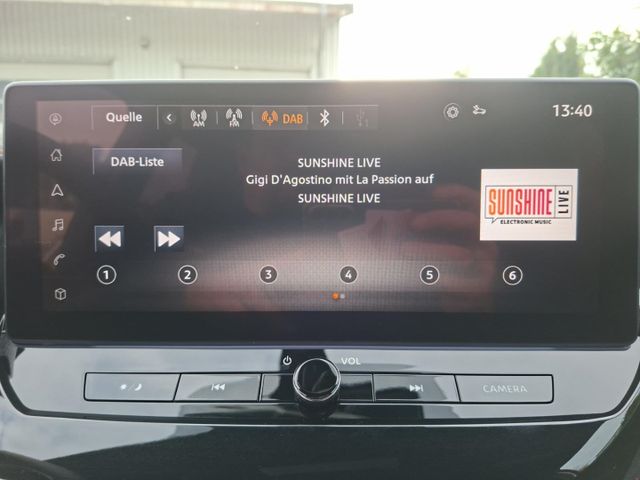 Quelle
AM
FM
DAB
13:40
DAB-Liste
SUNSHINE LIVE
Gigi D'Agostino mit La Passion auf
SUNSHINE LIVE
SUNSHINE LIVE
ELECTRONIC MUSIC
1 2 3 4 5 6
VOL
CAMERA